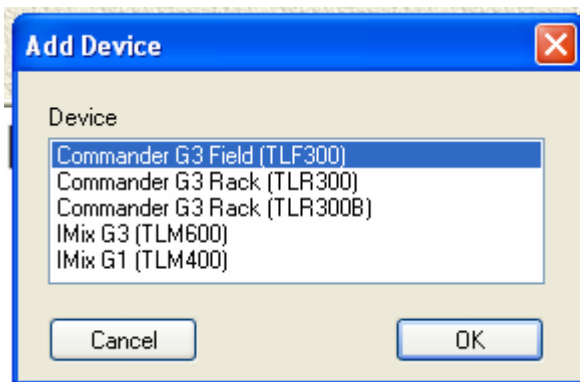 Add Device
Device
Commander G3 Field (TLF300)
Commander G3 Rack (TLR300)
Commander G3 Rack (TLR300B)
IMix G3 (TLM600)
IMix G1 (TLM400)
Cancel OK